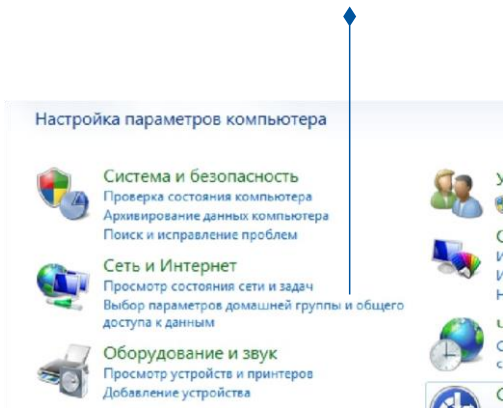 Настройка параметров компьютера
Система и безопасность
Проверка состояния компьютера
Архивирование данных компьютера
Поиск и исправление проблем
Сеть и Интернет
Просмотр состояния сети и задач
Выбор параметров домашней группы и общего
доступа к данным
Оборудование и звук
Просмотр устройств и принтеров
Добавление устройства